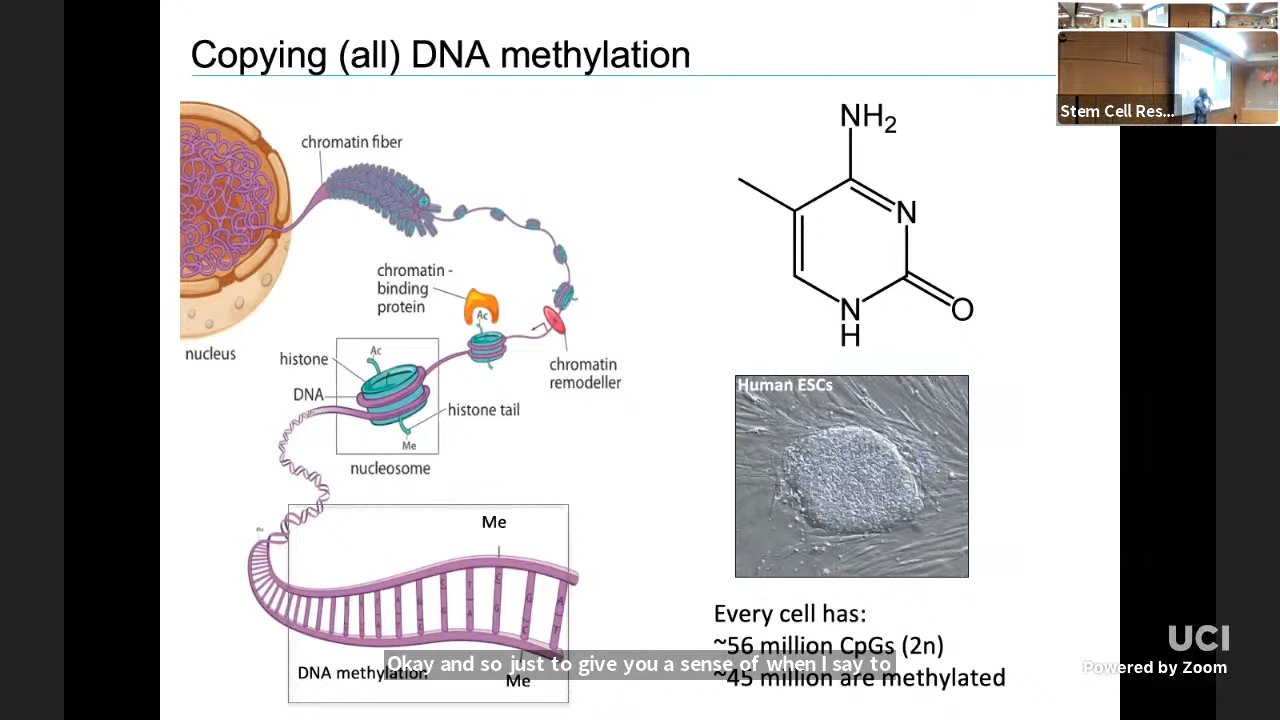 Copying (all) DNA methylation
Stem Cell Res...
chromatin fiber
chromatin -
binding
protein
Ac
nucleus
histone
Ac
DNA
histone tail
Me
nucleosome
chromatin
remodeller
Me
DNA methylation
Me
NH2
N
N
H
O
Human ESCs
Every cell has:
~56 million CpGs (2n)
~45 million are methylated
Okay and so just to give you a sense of when I say to
UCI
Powered by Zoom